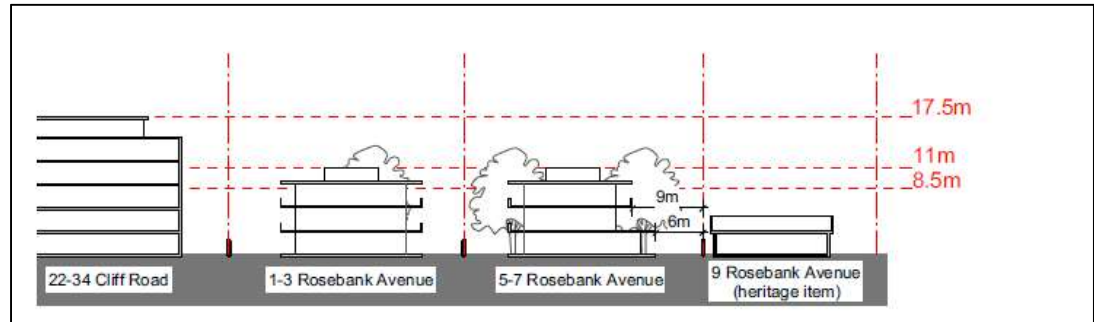 17.5m
11m
8.5m
9m
6m
22-34 Cliff Road
1-3 Rosebank Avenue
5-7 Rosebank Avenue
9 Rosebank Avenue
(heritage item)